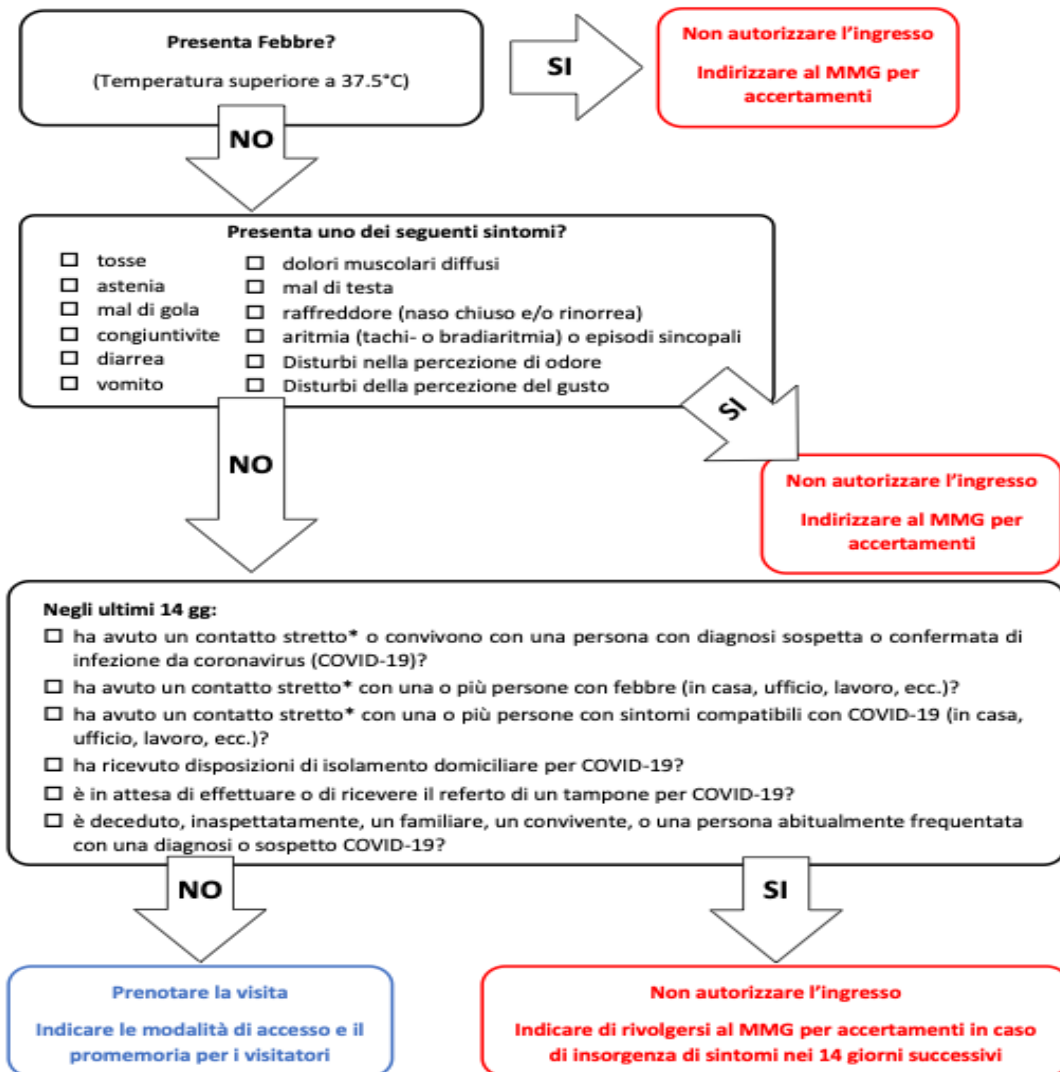 Presenta Febbre?
(Temperatura superiore a 37.5°C)
SI
Non autorizzare l'ingresso
Indirizzare al MMG per
accertamenti
NO
Presenta uno dei seguenti sintomi?
☐ tosse
☐ astenia
☐ mal di gola
☐ congiuntivite
☐ diarrea
☐ vomito
☐ dolori muscolari diffusi
☐ mal di testa
☐ raffreddore (naso chiuso e/o rinorrea)
☐ aritmia (tachi- o bradiaritmia) o episodi sincopali
☐ Disturbi nella percezione di odore
☐ Disturbi della percezione del gusto
SI
Non autorizzare l'ingresso
Indirizzare al MMG per
accertamenti
NO
Negli ultimi 14 gg:
☐ ha avuto un contatto stretto* o convivono con una persona con diagnosi sospetta o confermata di
infezione da coronavirus (COVID-19)?
☐ ha avuto un contatto stretto* con una o più persone con febbre (in casa, ufficio, lavoro, ecc.)?
☐ ha avuto un contatto stretto* con una o più persone con sintomi compatibili con COVID-19 (in casa,
ufficio, lavoro, ecc.)?
☐ ha ricevuto disposizioni di isolamento domiciliare per COVID-19?
☐ è in attesa di effettuare o di ricevere il referto di un tampone per COVID-19?
☐ è deceduto, inaspettatamente, un familiare, un convivente, o una persona abitualmente frequentata
con una diagnosi o sospetto COVID-19?
NO
SI
Prenotare la visita
Indicare le modalità di accesso e il
promemoria per i visitatori
Non autorizzare l'ingresso
Indicare di rivolgersi al MMG per accertamenti in caso
di insorgenza di sintomi nei 14 giorni successivi